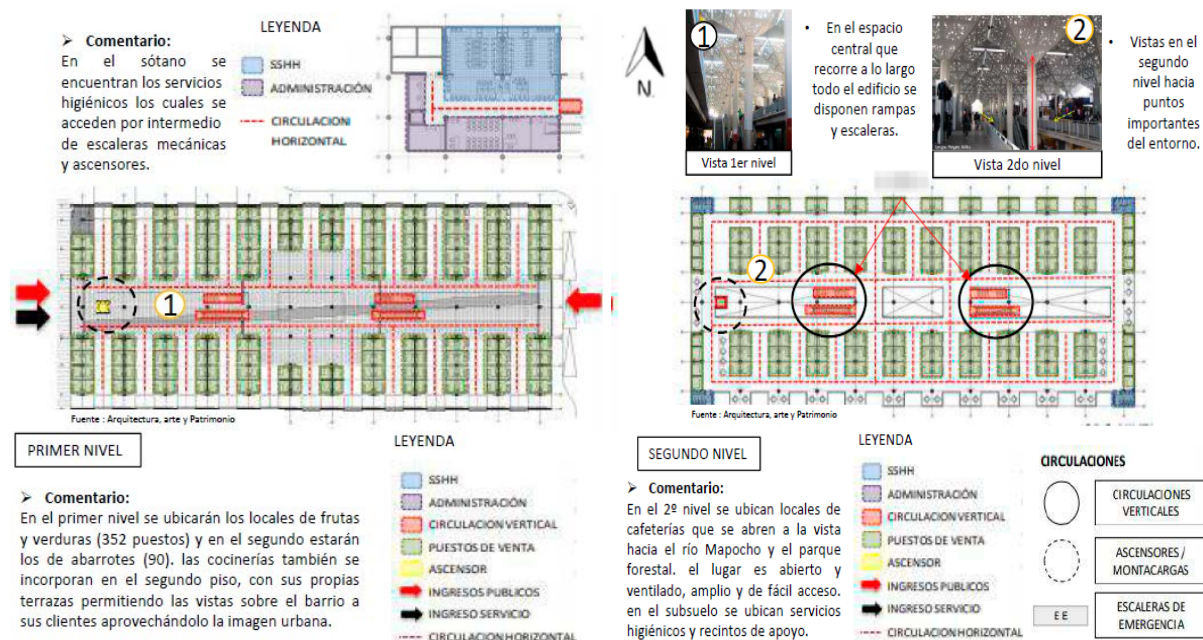 ➤ Comentario:
En el sótano se
encuentran los servicios
higiénicos los cuales se
acceden por intermedio
de escaleras mecánicas
y ascensores.
LEYENDA
SSHH
ADMINISTRACIÓN
CIRCULACION
HORIZONTAL
N
1
Vista 1er nivel
• En el espacio
central que
recorre a lo largo
todo el edificio se
disponen rampas
y escaleras.
2
Vista 2do nivel
• Vistas en el
segundo
nivel hacia
puntos
importantes
del entorno.
1
Fuente : Arquitectura, arte y Patrimonio
2
Fuente : Arquitectura, arte y Patrimonio
PRIMER NIVEL
➤ Comentario:
En el primer nivel se ubicarán los locales de frutas
y verduras (352 puestos) y en el segundo estarán
los de abarrotes (90). las cocinerías también se
incorporan en el segundo piso, con sus propias
terrazas permitiendo las vistas sobre el barrio a
sus clientes aprovechándolo la imagen urbana.
LEYENDA
SSHH
ADMINISTRACIÓN
CIRCULACION VERTICAL
PUESTOS DE VENTA
ASCENSOR
INGRESOS PUBLICOS
INGRESO SERVICIO
CIRCULACION HORIZONTAL
SEGUNDO NIVEL
➤ Comentario:
En el 2º nivel se ubican locales de
cafeterías que se abren a la vista
hacia el río Mapocho y el parque
forestal. el lugar es abierto y
ventilado, amplio y de fácil acceso.
en el subsuelo se ubican servicios
higiénicos y recintos de apoyo.
LEYENDA
SSHH
ADMINISTRACIÓN
CIRCULACION VERTICAL
PUESTOS DE VENTA
ASCENSOR
INGRESOS PUBLICOS
INGRESO SERVICIO
CIRCULACION HORIZONTAL
CIRCULACIONES
CIRCULACIONES
VERTICALES
ASCENSORES /
MONTACARGAS
E E
ESCALERAS DE
EMERGENCIA